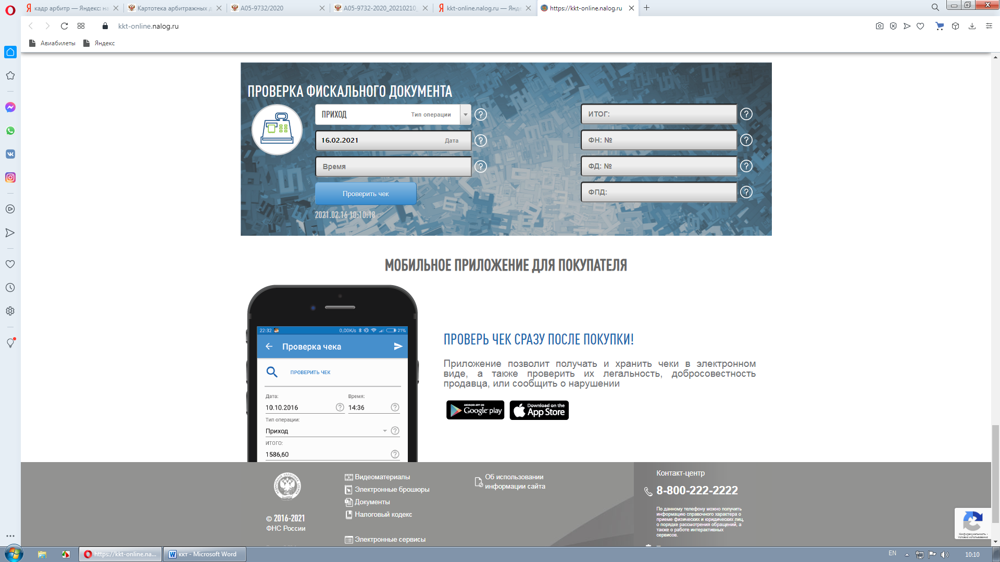 кадр арбитр — Яндекс: на
Картотека арбитражных д
А05-9732/2020
А05-9732-2020_20210210_
kkt-online.nalog.ru — Янде
https://kkt-online.nalog.ru
kkt-online.nalog.ru
Авиабилеты
Яндекс
ПРОВЕРКА ФИСКАЛЬНОГО ДОКУМЕНТА
ПРИХОД Тип операции
16.02.2021 Дата
Время
Проверить чек
2021.02.16 10:10:18
ИТОГ:
ФН: №
ФД: №
ФПД:
МОБИЛЬНОЕ ПРИЛОЖЕНИЕ ДЛЯ ПОКУПАТЕЛЯ
22:32 0,00K/s 21%
Проверка чека
ПРОВЕРИТЬ ЧЕК
Дата: Время:
10.10.2016 14:36
Тип операции:
Приход
ИТОГО:
1586,60
ПРОВЕРЬ ЧЕК СРАЗУ ПОСЛЕ ПОКУПКИ!
Приложение позволит получать и хранить чеки в электронном
виде, а также проверить их легальность, добросовестность
продавца, или сообщить о нарушении
ANDROID APP ON
Google play
Download on the
App Store
© 2016-2021
ФНС России
Видеоматериалы
Электронные брошюры
Документы
Налоговый кодекс
Электронные сервисы
Об использовании
информации сайта
Контакт-центр
8-800-222-2222
По данному телефону можно получить
информацию справочного характера о
приеме физических и юридических лиц,
о порядке рассмотрения обращений, а
также о работе интерактивных
сервисов.
Конфиденциальность -
Условия использования
https://kkt-online.na...
ккт - Microsoft Word
EN
10:10